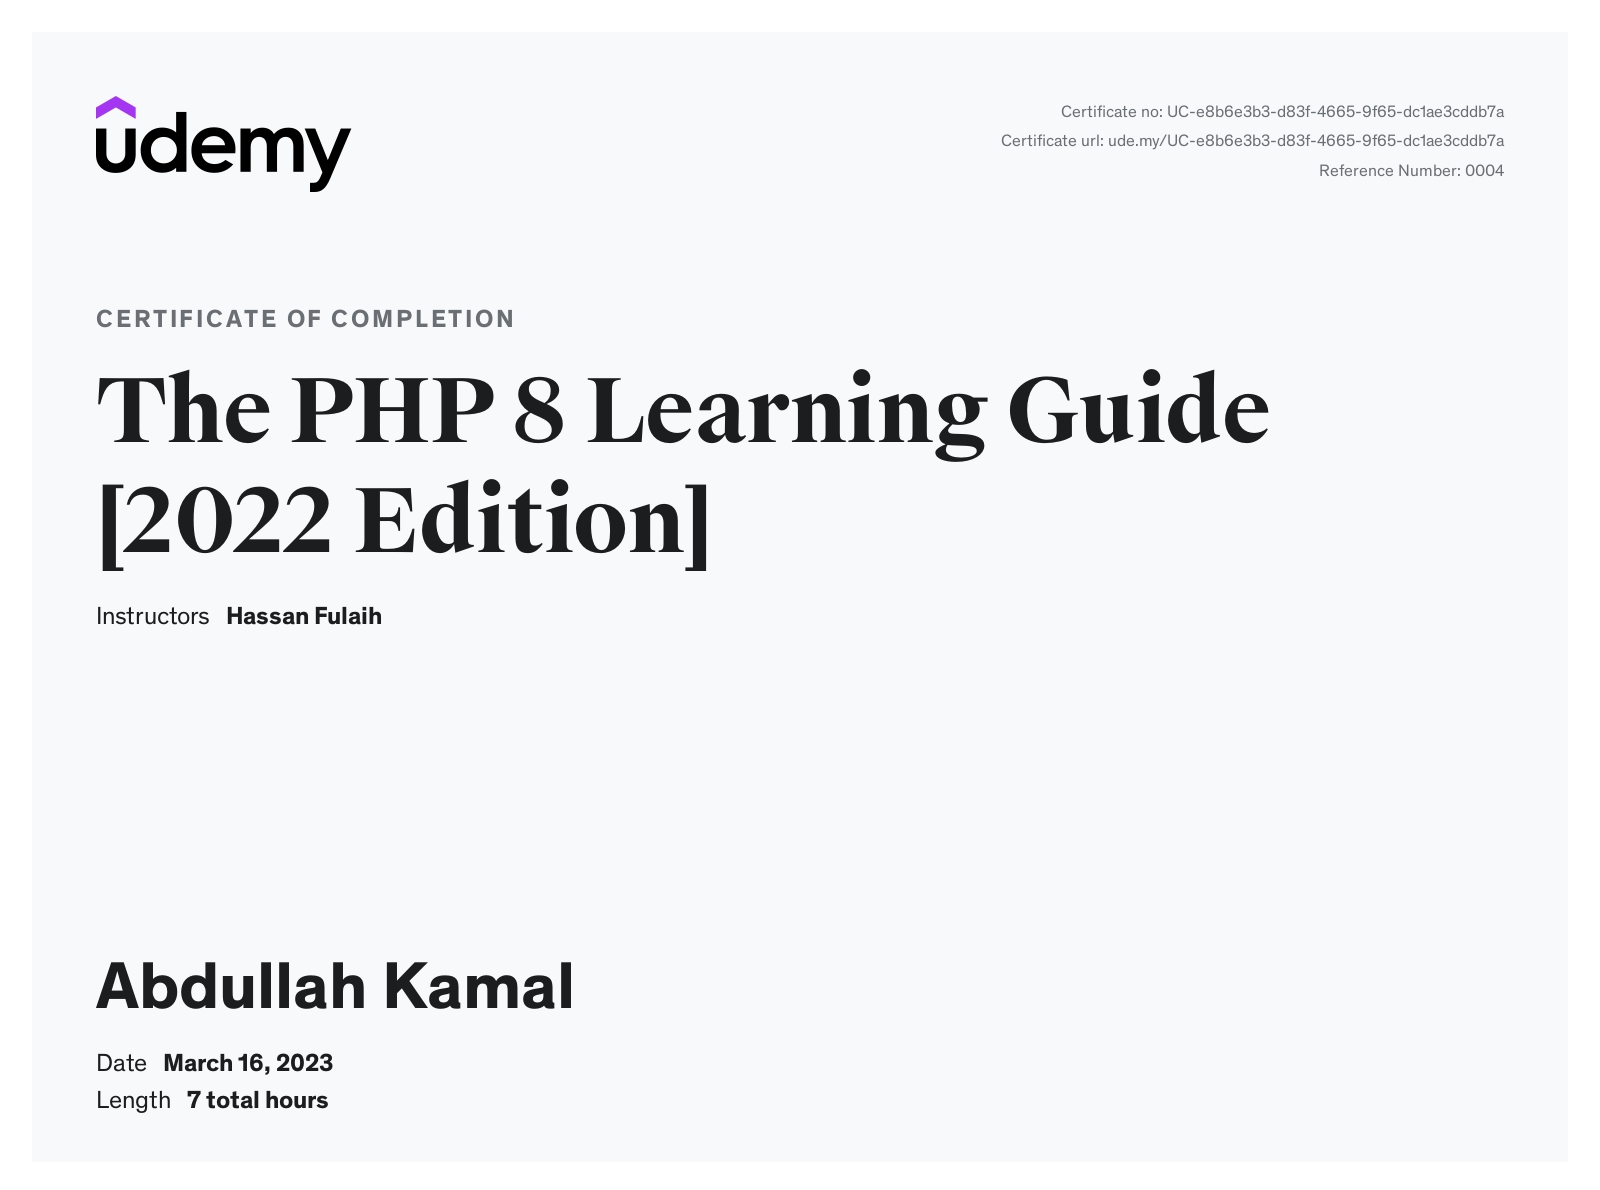 udemy
Certificate no: UC-e8b6e3b3-d83f-4665-9f65-dc1ae3cddb7a
Certificate url: ude.my/UC-e8b6e3b3-d83f-4665-9f65-dc1ae3cddb7a
Reference Number: 0004
CERTIFICATE OF COMPLETION
The PHP 8 Learning Guide
[2022 Edition]
Instructors Hassan Fulaih
Abdullah Kamal
Date March 16, 2023
Length 7 total hours